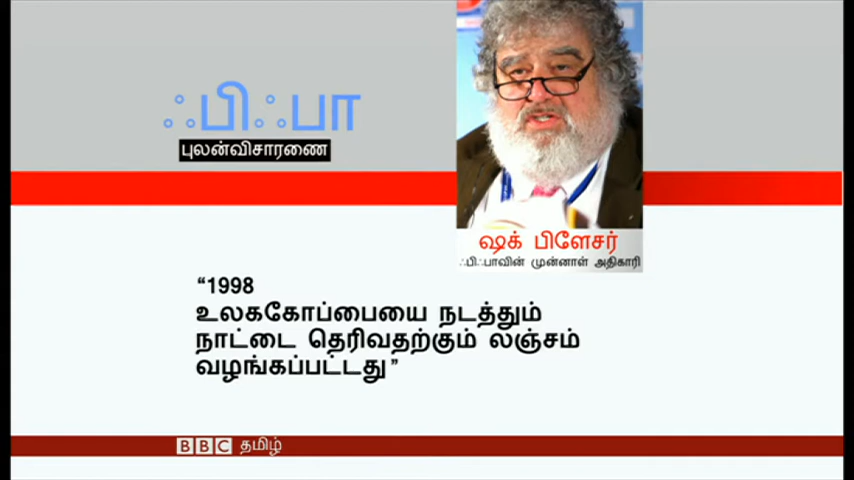 ஃபிஃபா
புலன்விசாரணை
ஷக் பிளேசர்
ஃபிஃபாவின் முன்னாள் அதிகாரி
“1998
உலககோப்பையை நடத்தும்
நாட்டை தெரிவதற்கும் லஞ்சம்
வழங்கப்பட்டது”
BBC தமிழ்